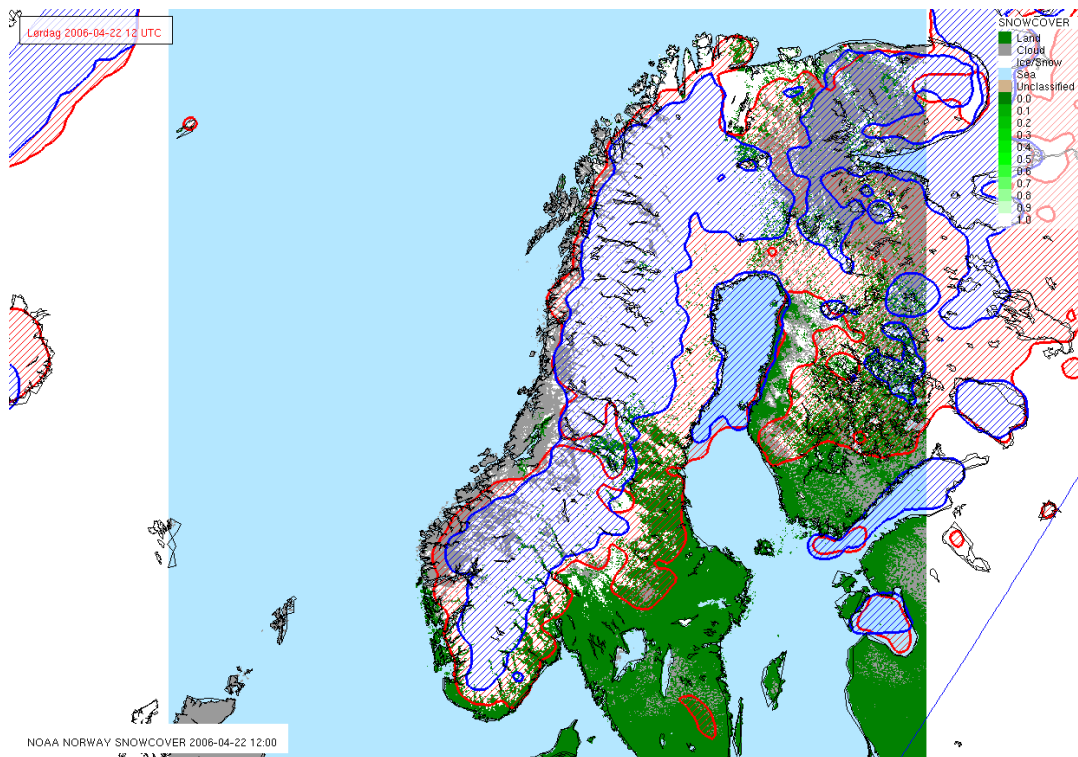 Lørdag 2006-04-22 12 UTC
SNOWCOVER
Land
Cloud
Ice/Snow
Sea
Unclassified
0.0
0.1
0.2
0.3
0.4
0.5
0.6
0.7
0.8
0.9
1.0
NOAA NORWAY SNOWCOVER 2006-04-22 12:00